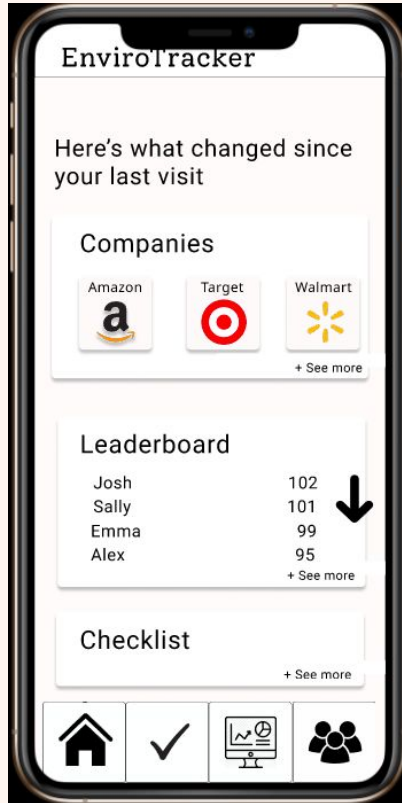 EnviroTracker
Here's what changed since
your last visit
Companies
Amazon Target Walmart
a
+ See more
Leaderboard
Josh 102
Sally 101
Emma 99
Alex 95
+ See more
Checklist
+ See more